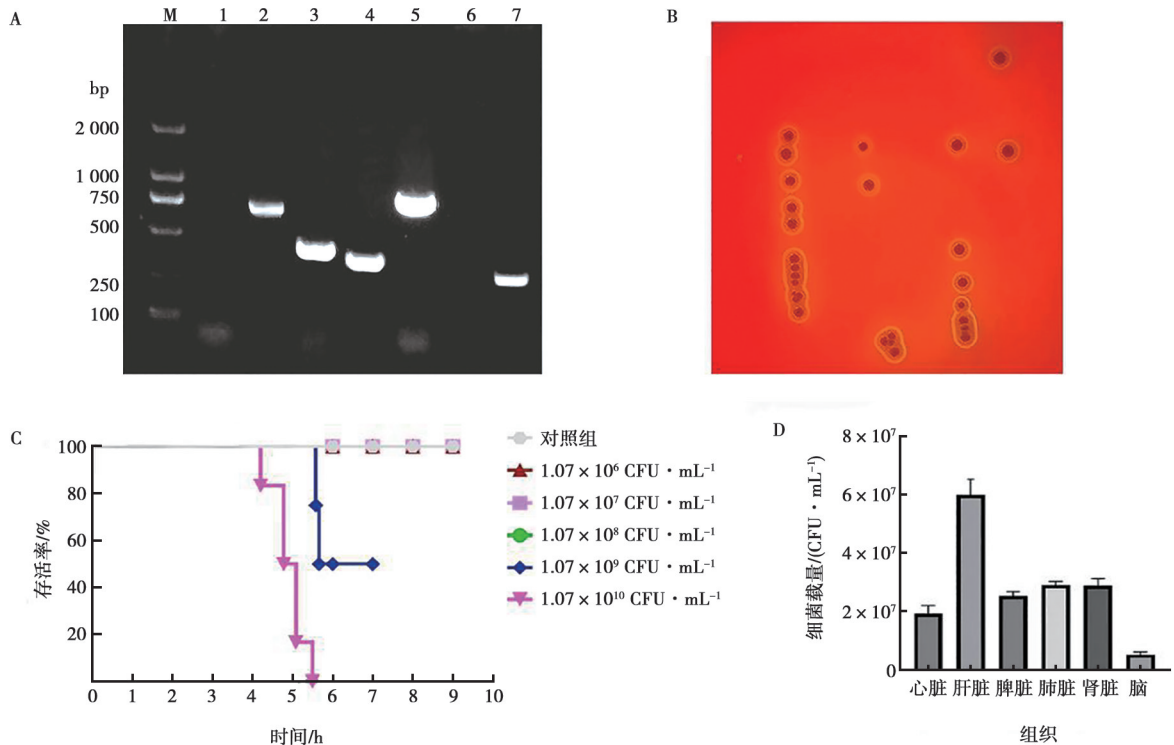 A
M 1 2 3 4 5 6 7
bp
2 000
1 000
750
500
250
100
B
C
存活率/%
100
80
60
40
20
0 1 2 3 4 5 6 7 8 9 10
时间/h
对照组
1.07 × 10⁶ CFU·mL⁻¹
1.07 × 10⁷ CFU·mL⁻¹
1.07 × 10⁸ CFU·mL⁻¹
1.07 × 10⁹ CFU·mL⁻¹
1.07 × 10¹⁰ CFU·mL⁻¹
D
细菌载量/(CFU·mL⁻¹)
8 × 10⁷
6 × 10⁷
4 × 10⁷
2 × 10⁷
0
心脏 肝脏 脾脏 肺脏 肾脏 脑
组织